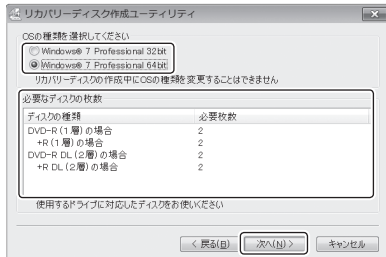 リカバリーディスク作成ユーティリティ
OSの種類を選択してください
Windows® 7 Professional 32bit
Windows® 7 Professional 64bit
リカバリーディスクの作成中にOSの種類を変更することはできません
必要なディスクの枚数
ディスクの種類 必要枚数
DVD-R(1層)の場合 2
+R(1層)の場合 2
DVD-R DL(2層)の場合 2
+R DL(2層)の場合 2
使用するドライブに対応したディスクをお使いください
< 戻る(B) 次へ(N) > キャンセル